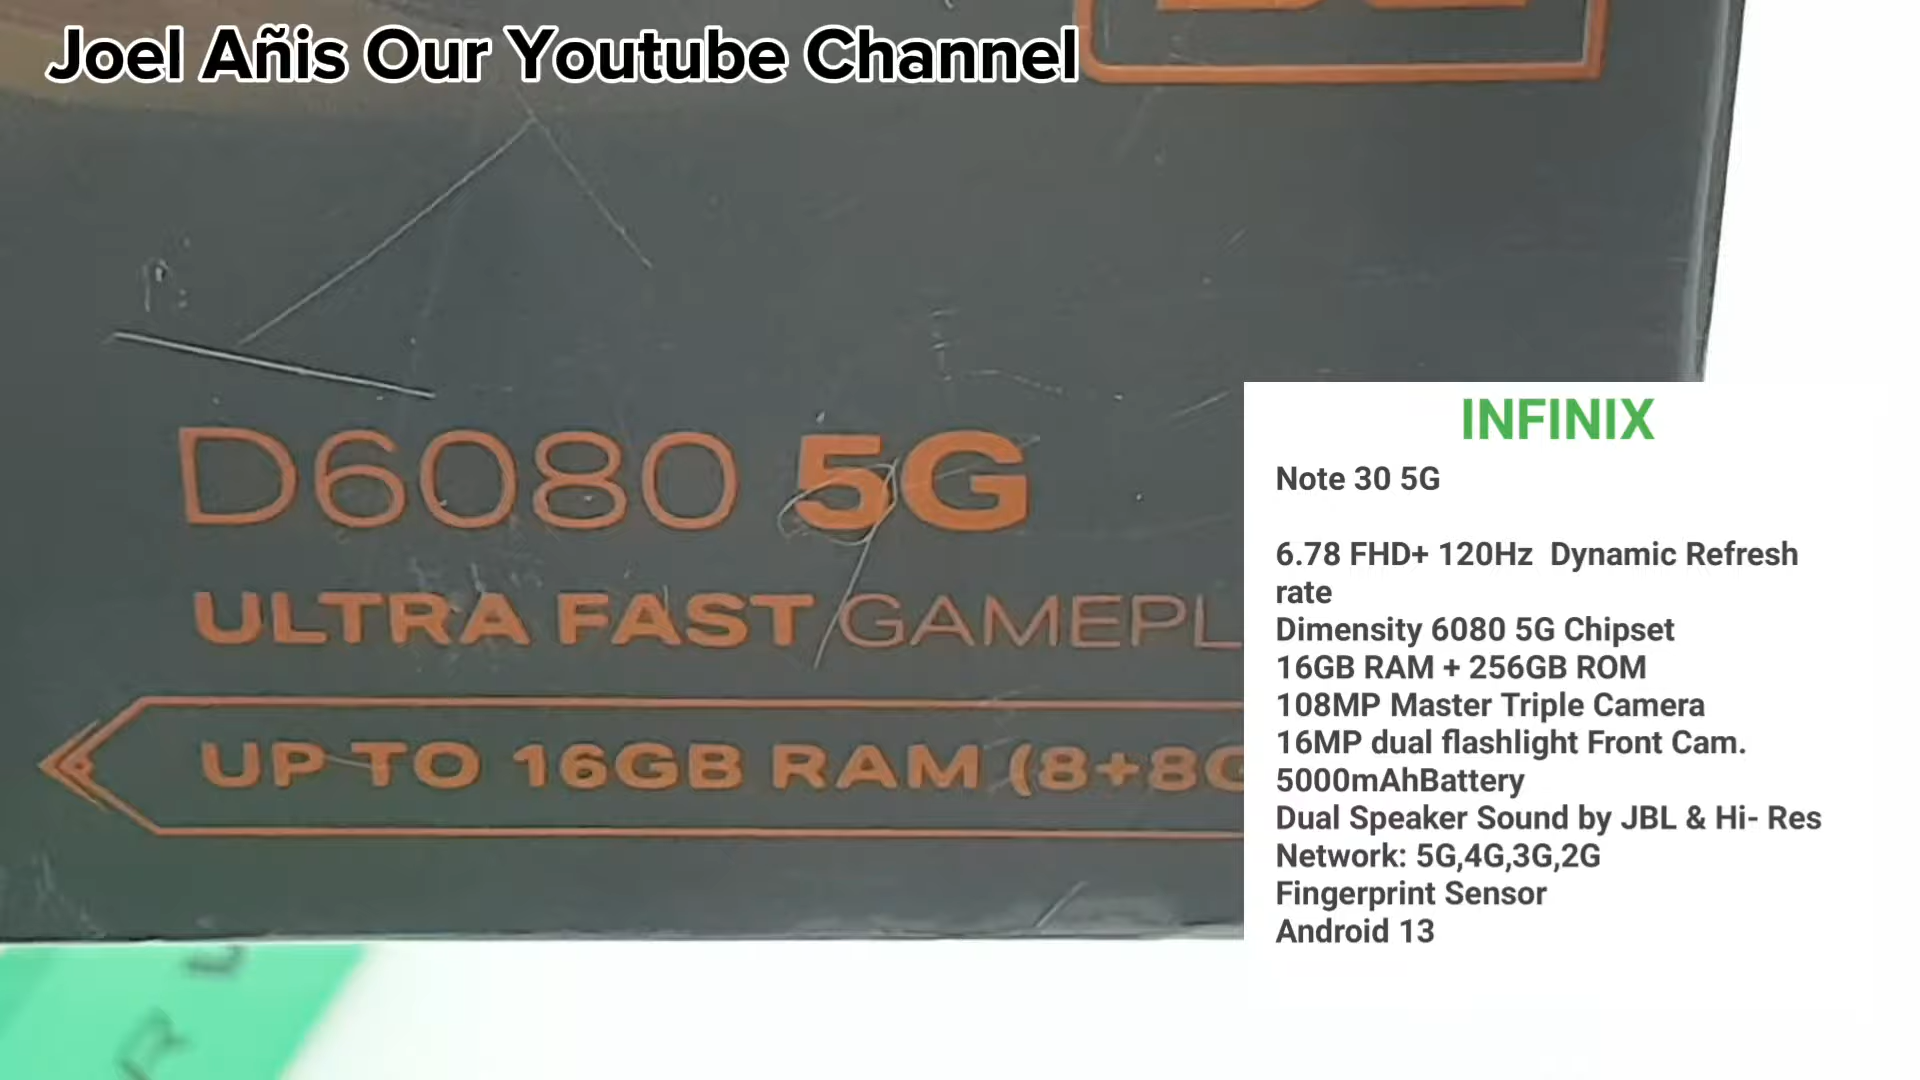 Joel Añis Our Youtube Channel
D6080 5G
ULTRA FAST GAMEPL
UP TO 16GB RAM (8+8G
INFINIX
Note 30 5G
6.78 FHD+ 120Hz  Dynamic Refresh
rate
Dimensity 6080 5G Chipset
16GB RAM + 256GB ROM
108MP Master Triple Camera
16MP dual flashlight Front Cam.
5000mAhBattery
Dual Speaker Sound by JBL & Hi- Res
Network: 5G,4G,3G,2G
Fingerprint Sensor
Android 13